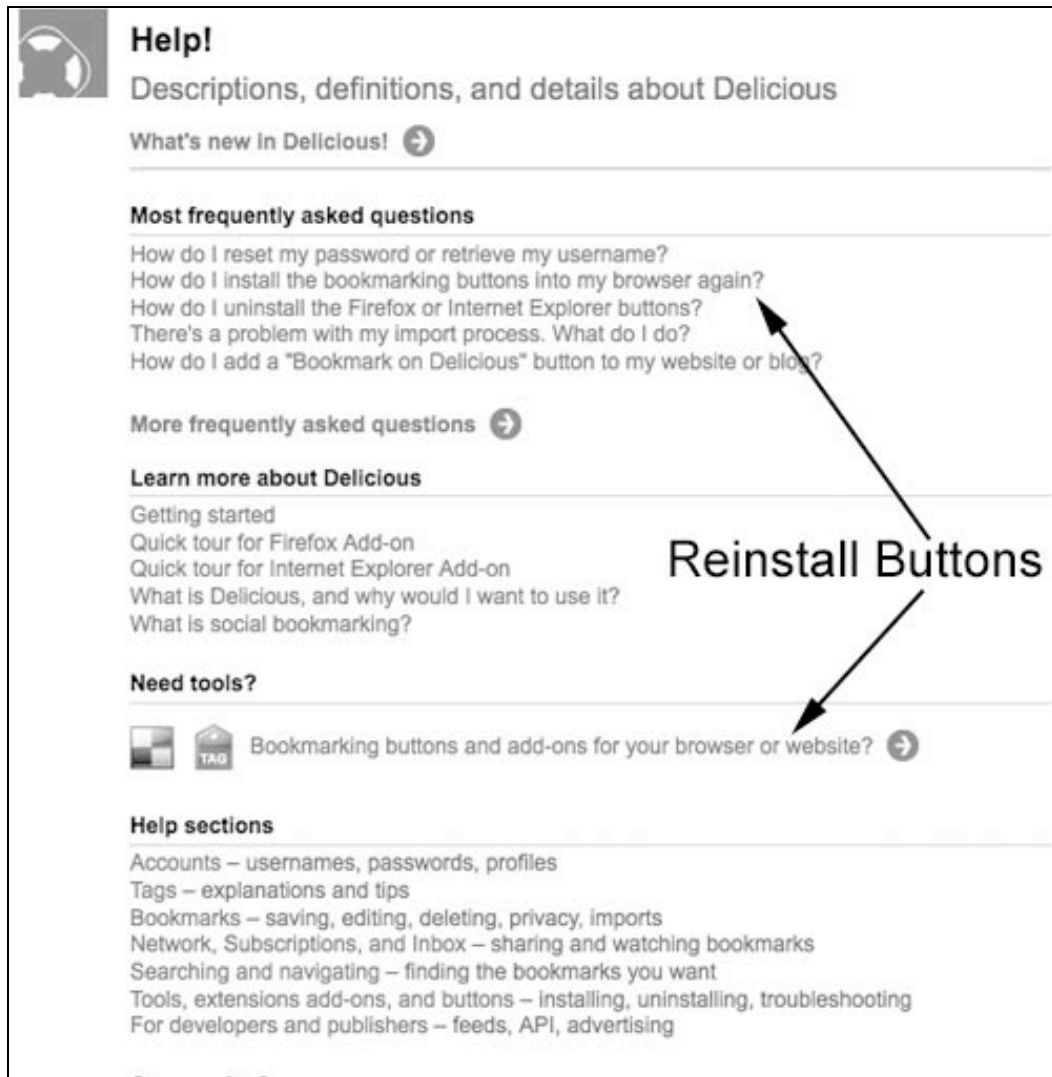 Help!
Descriptions, definitions, and details about Delicious
What's new in Delicious!
Most frequently asked questions
How do I reset my password or retrieve my username?
How do I install the bookmarking buttons into my browser again?
How do I uninstall the Firefox or Internet Explorer buttons?
There's a problem with my import process. What do I do?
How do I add a "Bookmark on Delicious" button to my website or blog?
More frequently asked questions
Learn more about Delicious
Getting started
Quick tour for Firefox Add-on
Quick tour for Internet Explorer Add-on
Reinstall Buttons
What is Delicious, and why would I want to use it?
What is social bookmarking?
Need tools?
TAG
Bookmarking buttons and add-ons for your browser or website?
Help sections
Accounts – usernames, passwords, profiles
Tags – explanations and tips
Bookmarks – saving, editing, deleting, privacy, imports
Network, Subscriptions, and Inbox – sharing and watching bookmarks
Searching and navigating – finding the bookmarks you want
Tools, extensions add-ons, and buttons – installing, uninstalling, troubleshooting
For developers and publishers – feeds, API, advertising